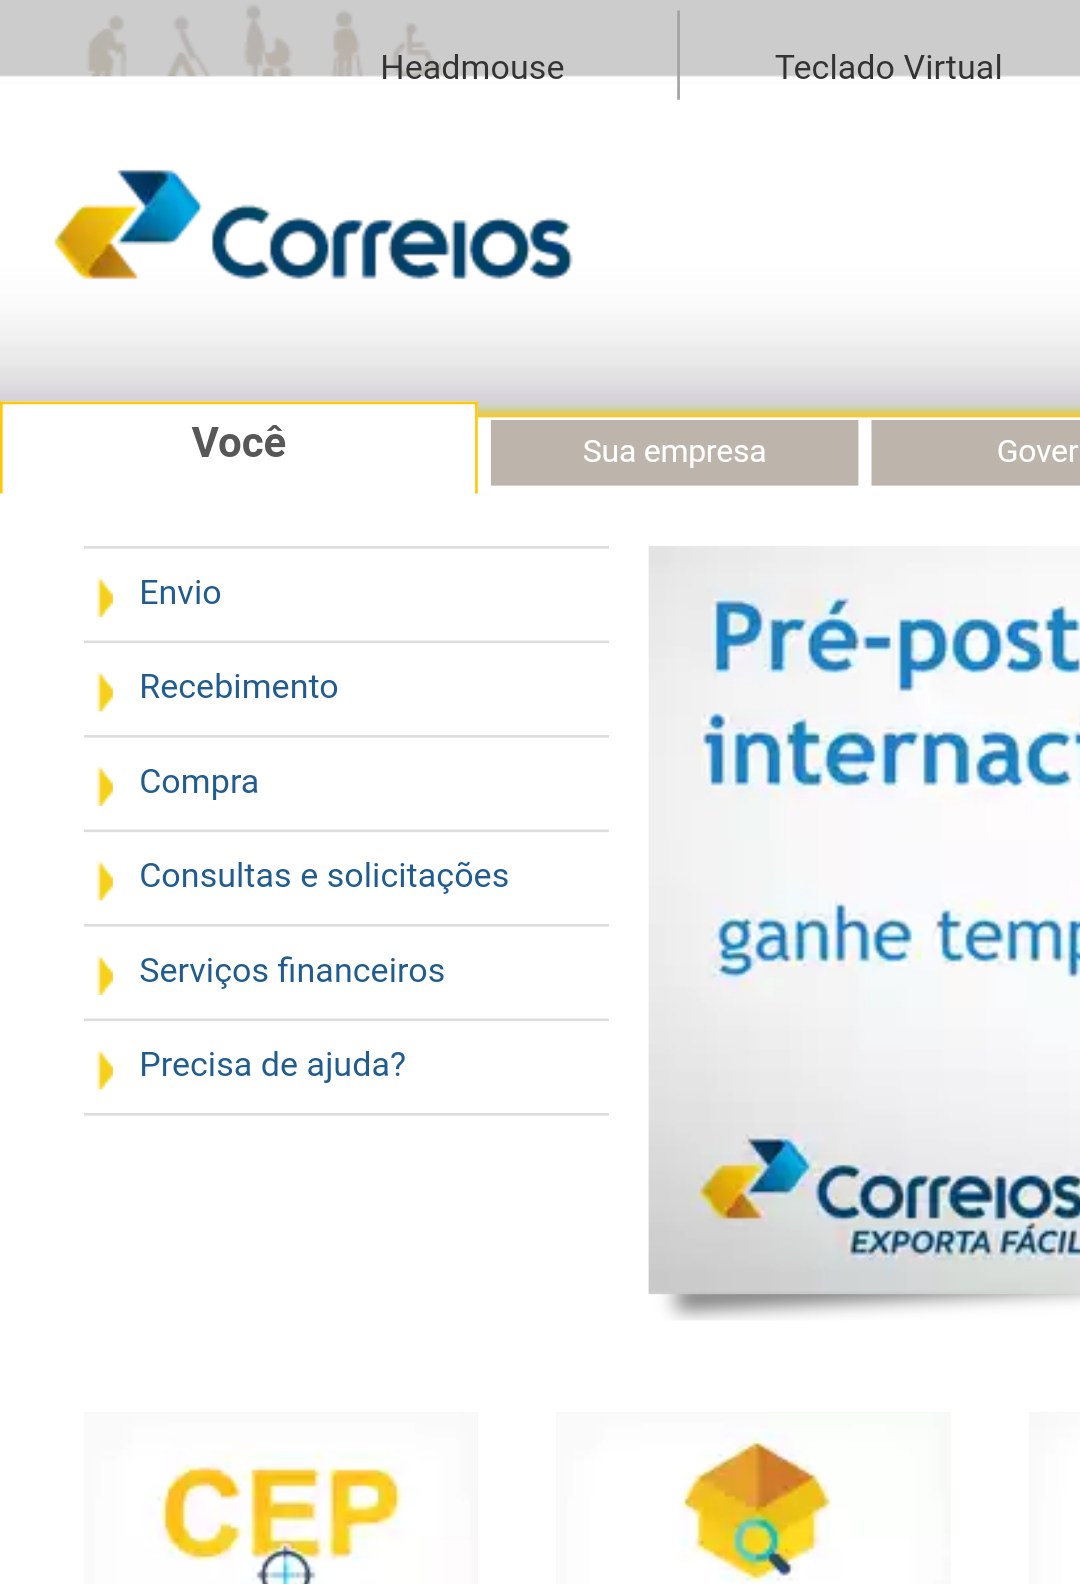 Headmouse
Teclado Virtual
Correios
Você
Sua empresa
Gover
Envio
Recebimento
Compra
Consultas e solicitações
Serviços financeiros
Precisa de ajuda?
Pré-post
internac
ganhe temp
Correios
EXPORTA FÁCIL
CEP